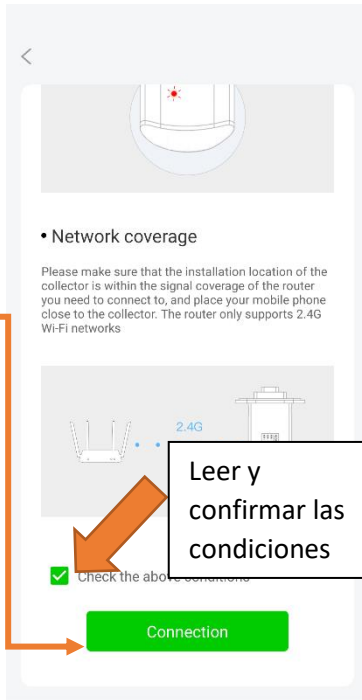 • Network coverage
Please make sure that the installation location of the
collector is within the signal coverage of the router
you need to connect to, and place your mobile phone
close to the collector. The router only supports 2.4G
Wi-Fi networks
2.4G
Leer y
confirmar las
condiciones
Check the above conditions
Connection